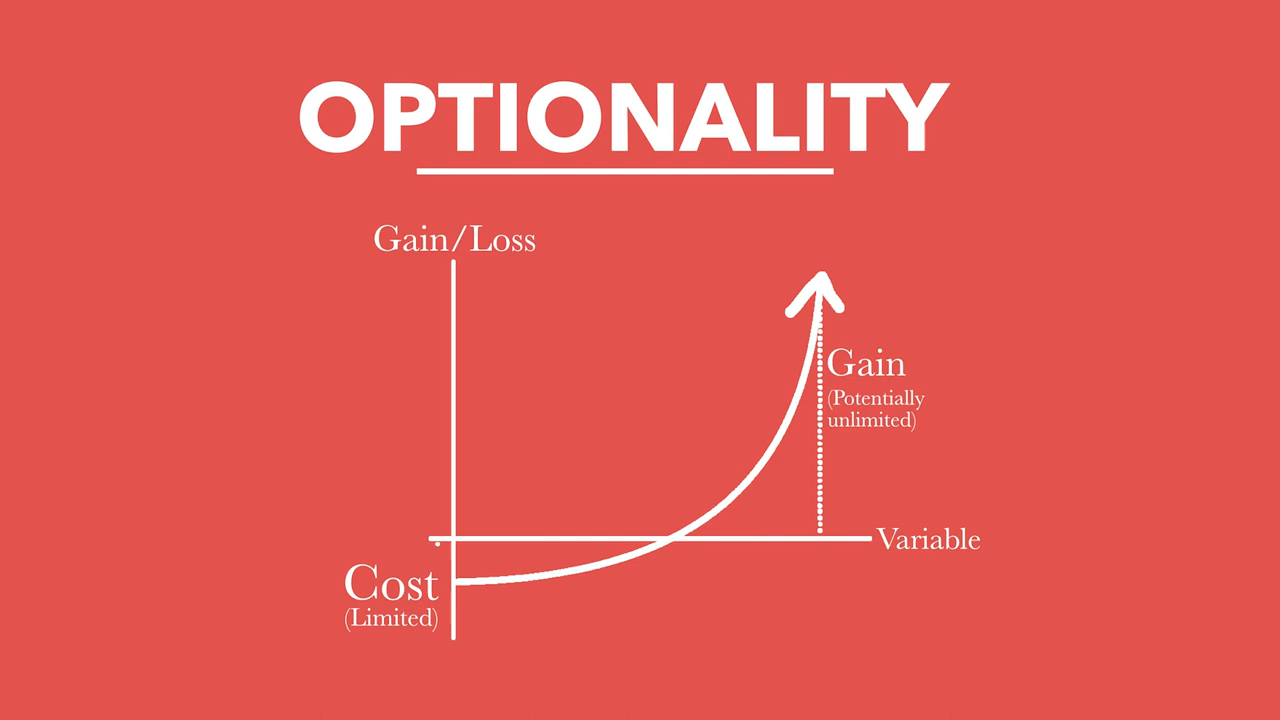 OPTIONALITY
Gain/Loss
Gain
(Potentially
unlimited)
Variable
Cost
(Limited)